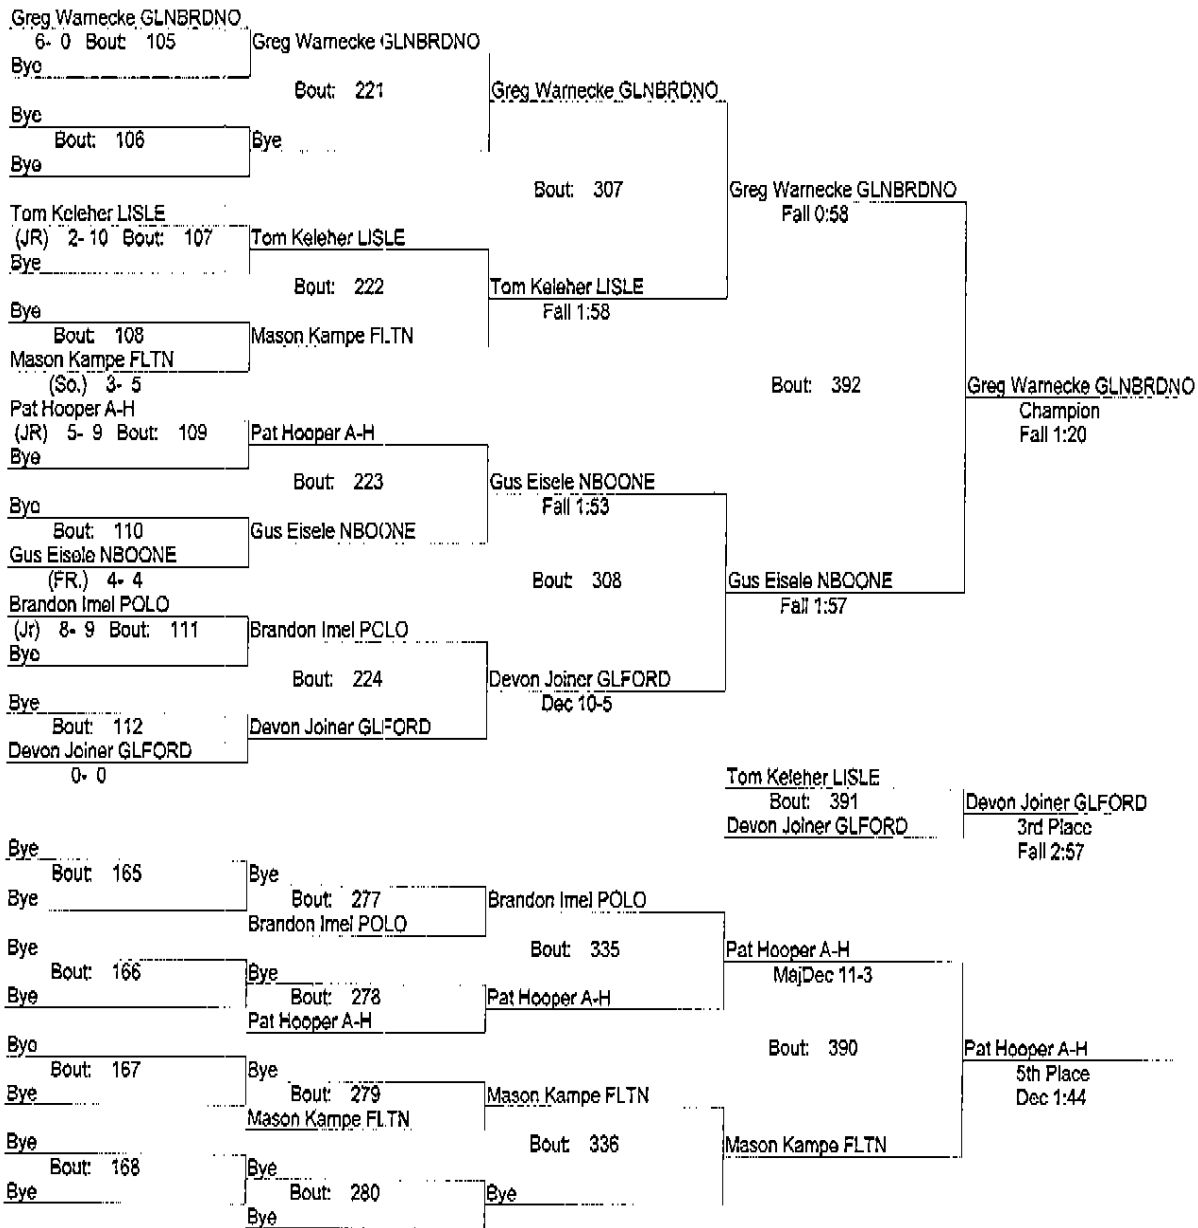 Greg Warnecke GLNBRDNO
6- 0 Bout: 105
Bye
Greg Warnecke GLNBRDNO
Bout: 221
Greg Warnecke GLNBRDNO
Bye
Bout: 106
Bye
Bye
Bout: 307
Greg Warnecke GLNBRDNO
Fall 0:58
Tom Keleher LISLE
(JR) 2- 10 Bout: 107
Bye
Tom Keleher LISLE
Bout: 222
Tom Keleher LISLE
Fall 1:58
Bye
Bout: 108
Mason Kampe FLTN
(So.) 3- 5
Mason Kampe FLTN
Bout: 392
Greg Warnecke GLNBRDNO
Champion
Fall 1:20
Pat Hooper A-H
(JR) 5- 9 Bout: 109
Bye
Pat Hooper A-H
Bout: 223
Gus Eisele NBOONE
Fall 1:53
Bye
Bout: 110
Gus Eisele NBOONE
(FR.) 4- 4
Gus Eisele NBOONE
Bout: 308
Gus Eisele NBOONE
Fall 1:57
Brandon Imel POLO
(Jr) 8- 9 Bout: 111
Bye
Brandon Imel POLO
Bout: 224
Devon Joiner GLFORD
Dec 10-5
Bye
Bout: 112
Devon Joiner GLFORD
0- 0
Devon Joiner GLFORD
Tom Keleher LISLE
Bout: 391
Devon Joiner GLFORD
Devon Joiner GLFORD
3rd Place
Fall 2:57
Bye
Bout: 165
Bye
Bye
Bout: 277
Brandon Imel POLO
Brandon Imel POLO
Bout: 335
Pat Hooper A-H
MajDec 11-3
Bye
Bout: 166
Bye
Bye
Bout: 278
Pat Hooper A-H
Pat Hooper A-H
Bout: 390
Pat Hooper A-H
5th Place
Dec 1:44
Bye
Bout: 167
Bye
Bye
Bout: 279
Mason Kampe FLTN
Mason Kampe FLTN
Bout: 336
Mason Kampe FLTN
Bye
Bout: 168
Bye
Bye
Bout: 280
Bye
Bye